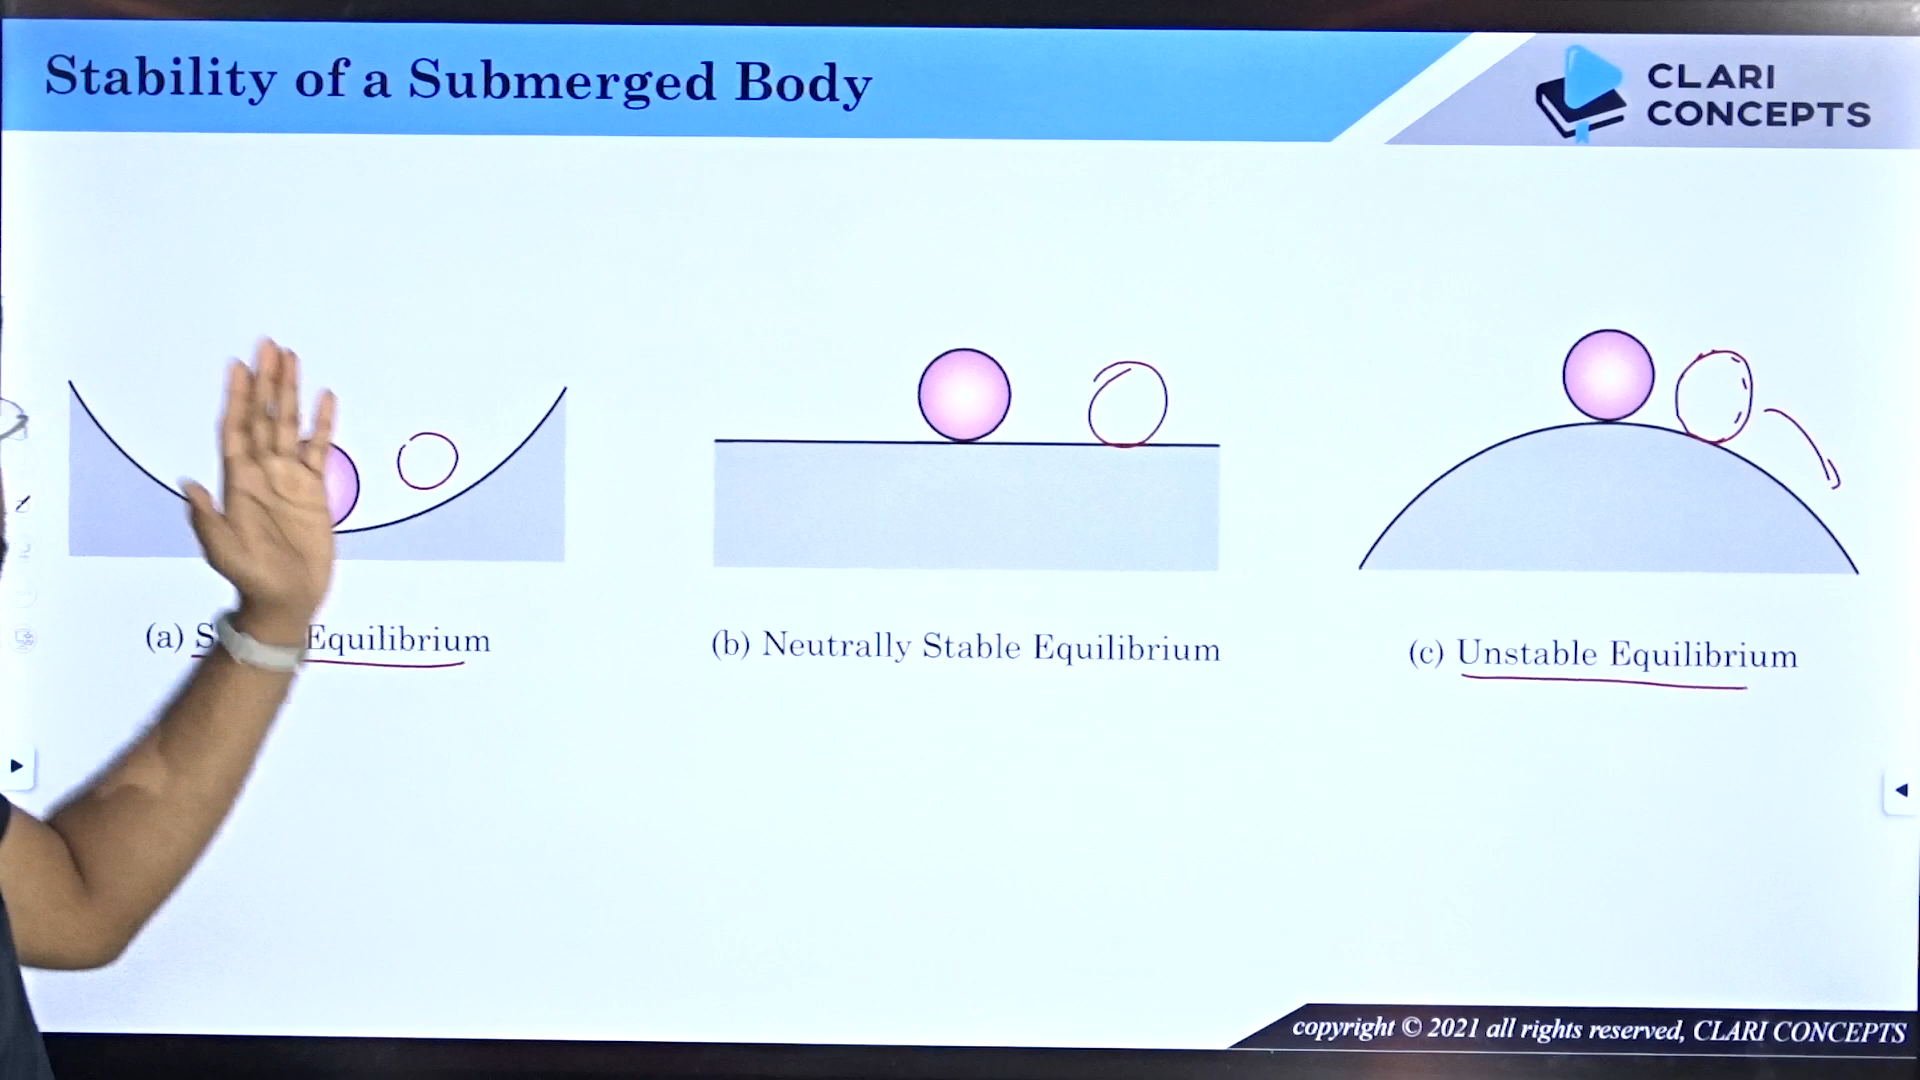 Stability of a Submerged Body
CLARI
CONCEPTS
(a) S Equilibrium
(b) Neutrally Stable Equilibrium
(c) Unstable Equilibrium
copyright © 2021 all rights reserved, CLARI CONCEPTS